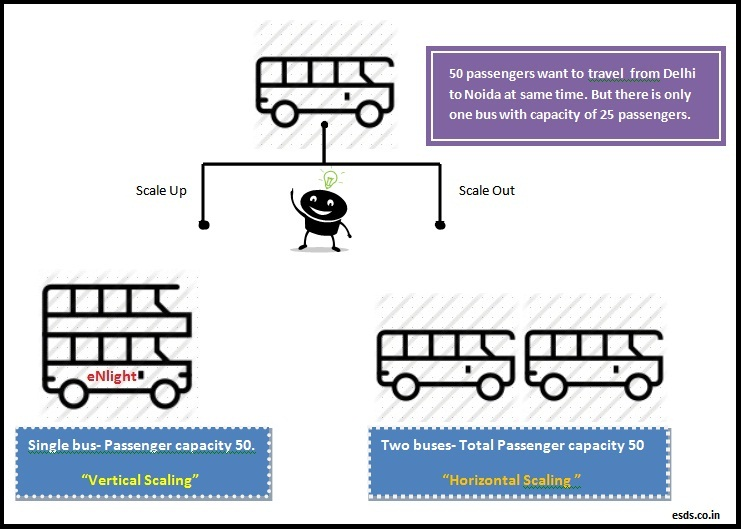 50 passengers want to travel from Delhi
to Noida at same time. But there is only
one bus with capacity of 25 passengers.
Scale Up
Scale Out
eNlight
Single bus- Passenger capacity 50.
“Vertical Scaling”
Two buses- Total Passenger capacity 50
“Horizontal Scaling ”
esds.co.in